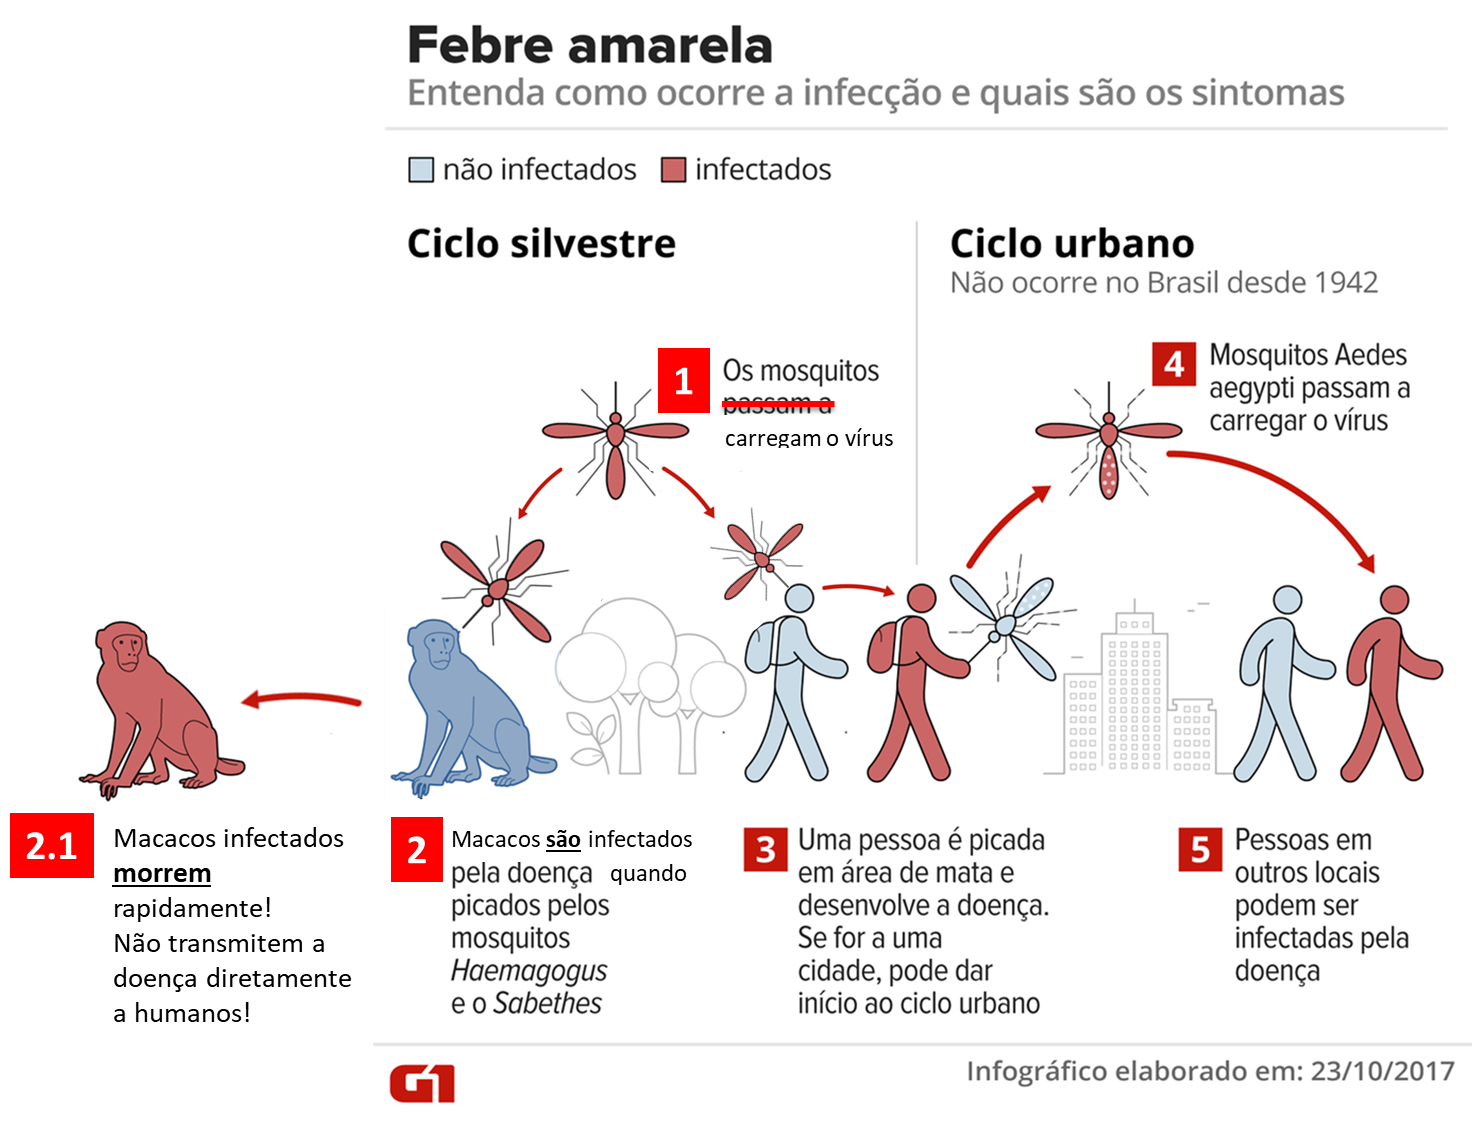 Febre amarela
Entenda como ocorre a infecção e quais são os sintomas
não infectados
infectados
Ciclo silvestre
1
Os mosquitos
passam a
carregam o vírus
2.1
Macacos infectados
morrem
rapidamente!
Não transmitem a
doença diretamente
a humanos!
2
Macacos são infectados
pela doença quando
picados pelos
mosquitos
Haemagogus
e o Sabethes
3
Uma pessoa é picada
em área de mata e
desenvolve a doença.
Se for a uma
cidade, pode dar
início ao ciclo urbano
Ciclo urbano
Não ocorre no Brasil desde 1942
4
Mosquitos Aedes
aegypti passam a
carregar o vírus
5
Pessoas em
outros locais
podem ser
infectadas pela
doença
G1
Infográfico elaborado em: 23/10/2017